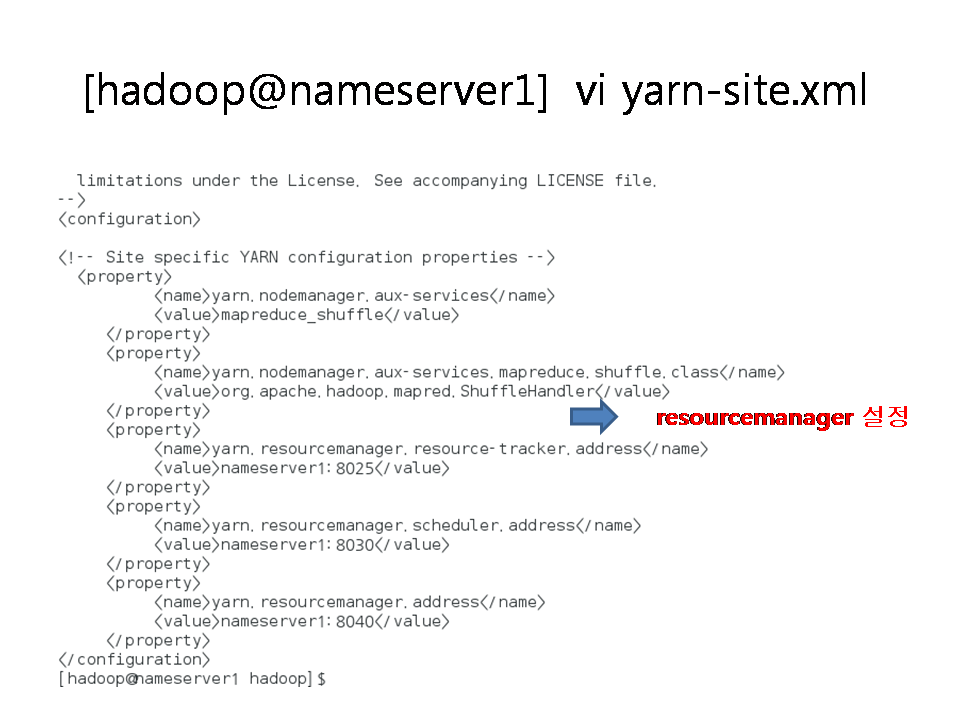 [hadoop@nameserver1] vi yarn-site.xml
limitations under the License. See accompanying LICENSE file.
-->
<configuration>
<!-- Site specific YARN configuration properties -->
<property>
<name>yarn.nodemanager.aux-services</name>
<value>mapreduce_shuffle</value>
</property>
<property>
<name>yarn.nodemanager.aux-services.mapreduce.shuffle.class</name>
<value>org.apache.hadoop.mapred.ShuffleHandler</value>
</property>
resourcemanager 설정
<property>
<name>yarn.resourcemanager.resource-tracker.address</name>
<value>nameserver1:8025</value>
</property>
<property>
<name>yarn.resourcemanager.scheduler.address</name>
<value>nameserver1:8030</value>
</property>
<property>
<name>yarn.resourcemanager.address</name>
<value>nameserver1:8040</value>
</property>
</configuration>
[hadoop@nameserver1 hadoop]$